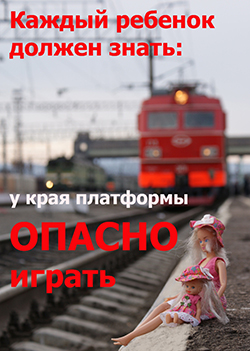 Каждый ребенок
должен знать:
у края платформы
ОПАСНО
играть